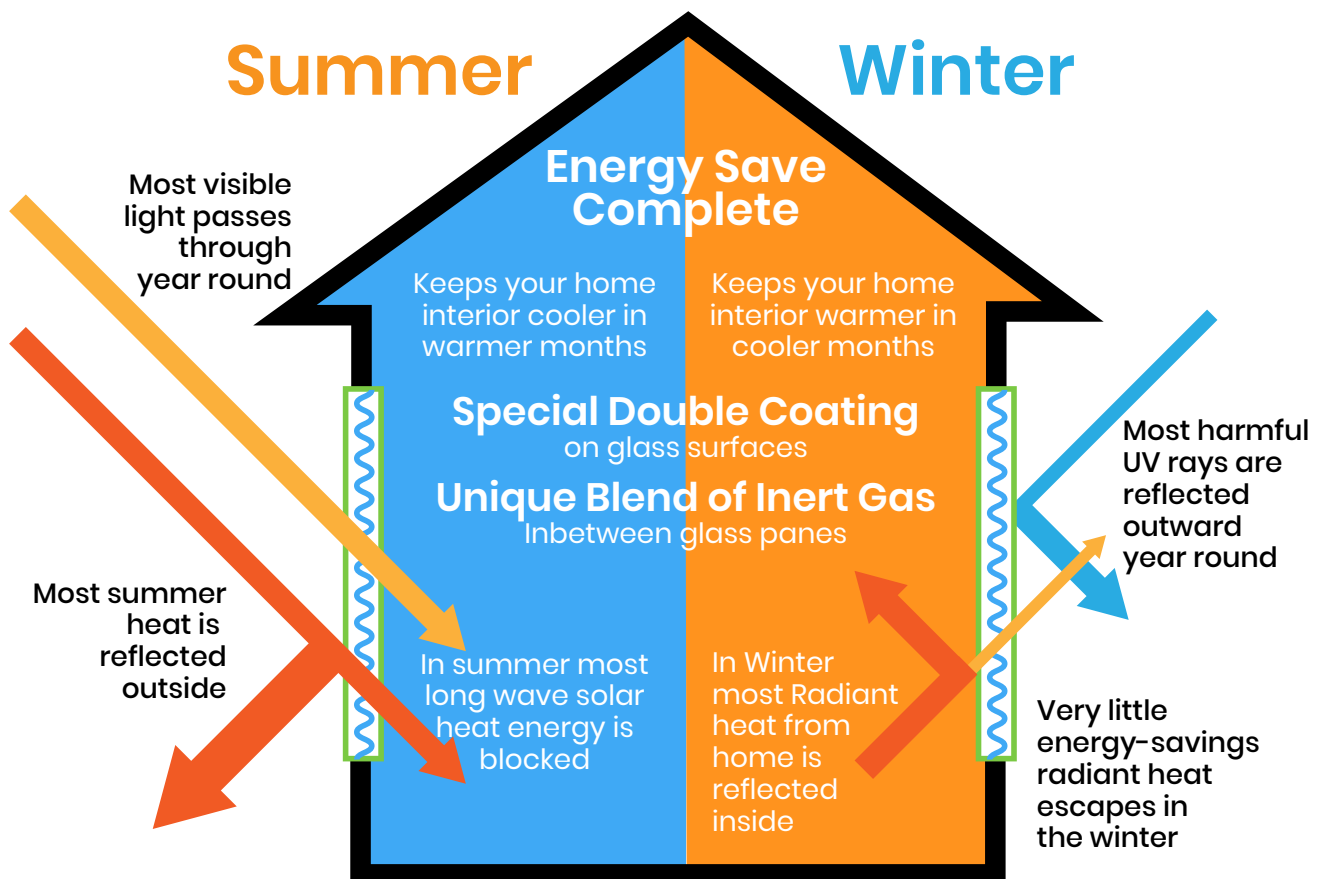 Summer
Winter
Energy Save
Complete
Most visible
light passes
through
year round
Keeps your home
interior cooler in
warmer months
Keeps your home
interior warmer in
cooler months
Special Double Coating
on glass surfaces
Unique Blend of Inert Gas
Inbetween glass panes
Most harmful
UV rays are
reflected
outward
year round
Most summer
heat is
reflected
outside
In summer most
long wave solar
heat energy is
blocked
In Winter
most Radiant
heat from
home is
reflected
inside
Very little
energy-savings
radiant heat
escapes in
the winter